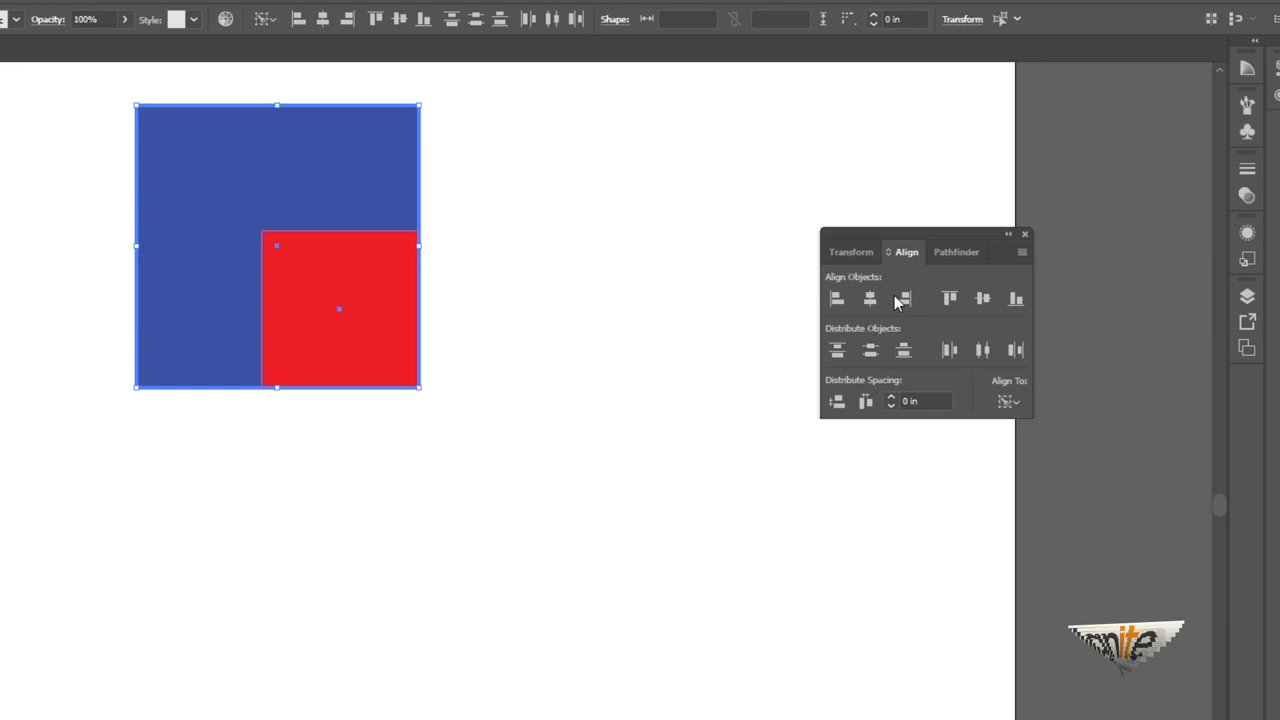 Opacity: 100% Style: Shape: 0 in Transform
Transform Align Pathfinder
Align Objects:
Distribute Objects:
Distribute Spacing: Align To:
0 in